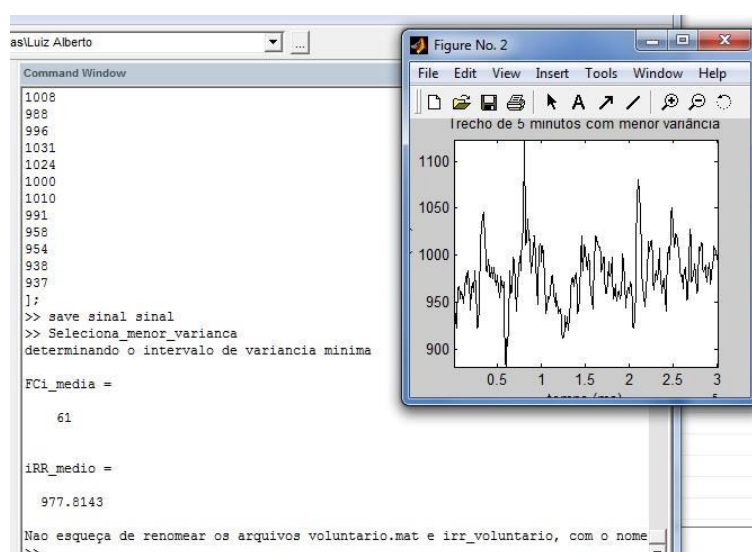 as\Luiz Alberto
...
Command Window
1008
988
996
1031
1024
1000
1010
991
958
954
938
937
];
>> save sinal sinal
>> Seleciona_menor_varianca
determinando o intervalo de variancia minima
FCi_media =
61
iRR_medio =
977.8143
Nao esqueça de renomear os arquivos voluntario.mat e irr_voluntario, com o nome
>>
Figure No. 2
File Edit View Insert Tools Window Help
A
Trecho de 5 minutos com menor variância
1100
1050
1000
950
900
0.5 1 1.5 2 2.5 3
tempo (ms)